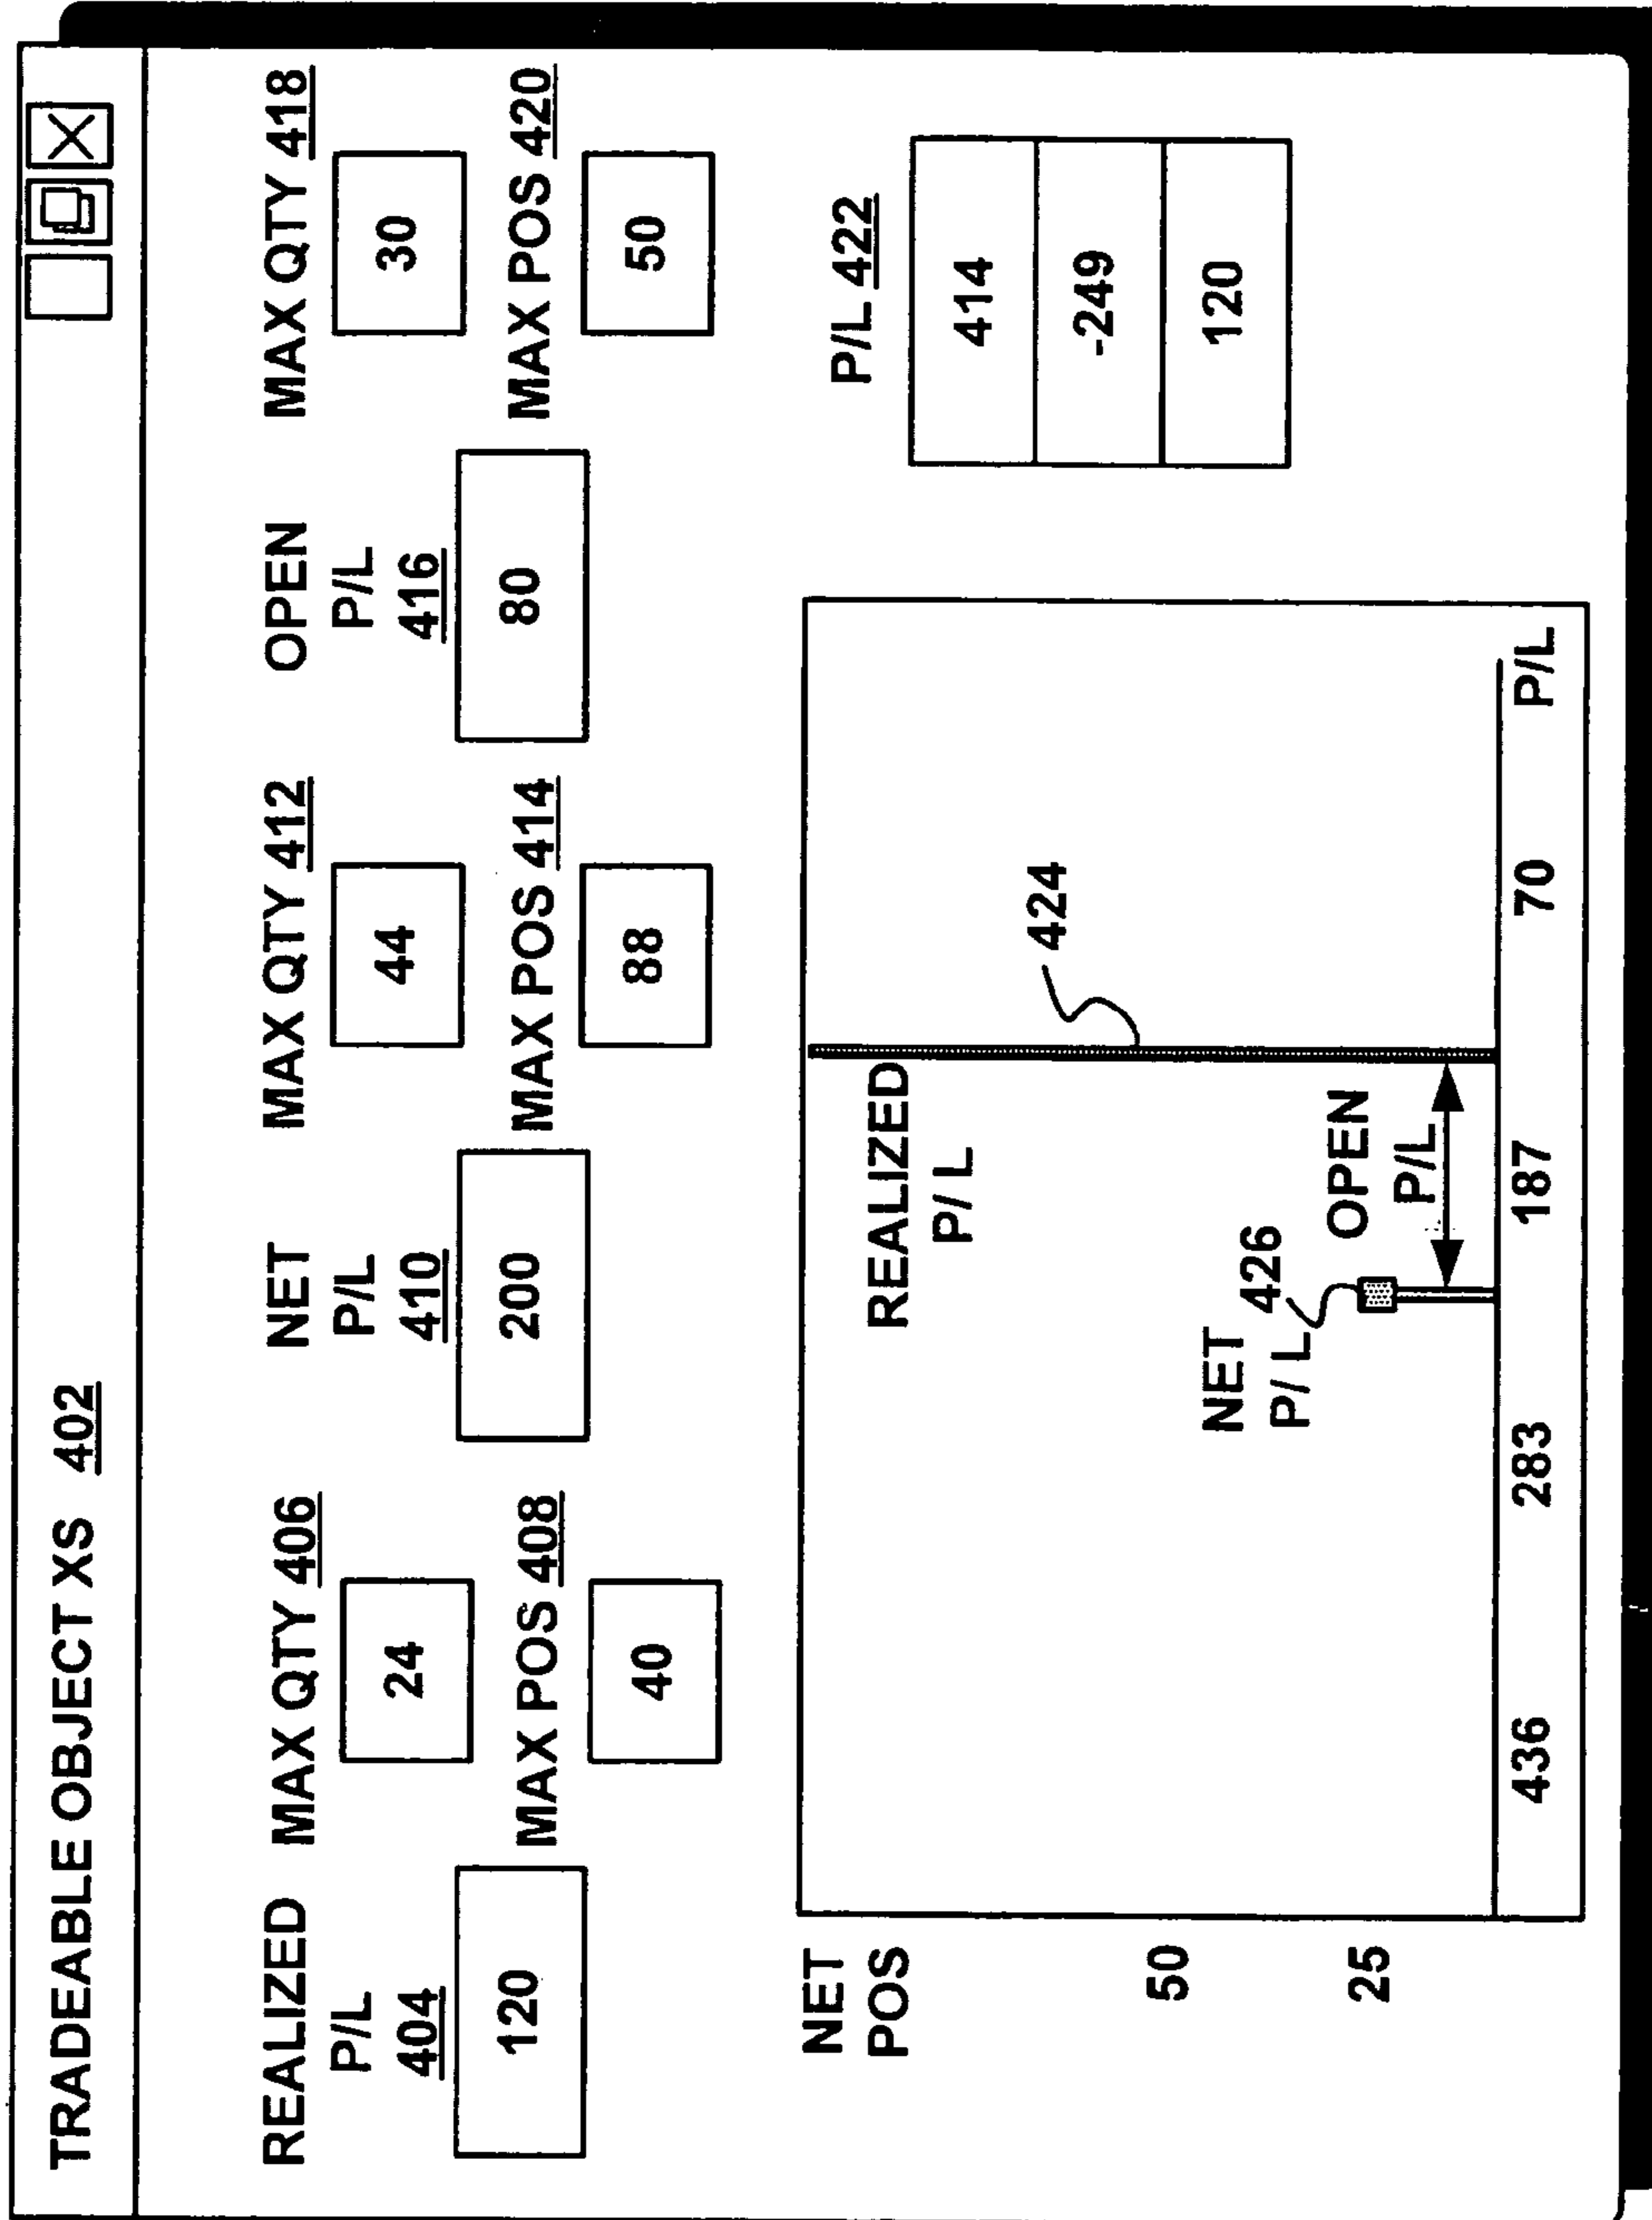 TRADEABLE OBJECT XS 402
REALIZED
P/L
404
120
MAX QTY 406
24
MAX POS 408
40
NET
P/L
410
200
MAX QTY 412
44
MAX POS 414
88
OPEN
P/L
416
80
MAX QTY 418
30
MAX POS 420
50
NET
POS
50
25
REALIZED
P/ L
424
NET 426
P/ L
OPEN
P/L
436 283 187 70 P/L
P/L 422
414
-249
120